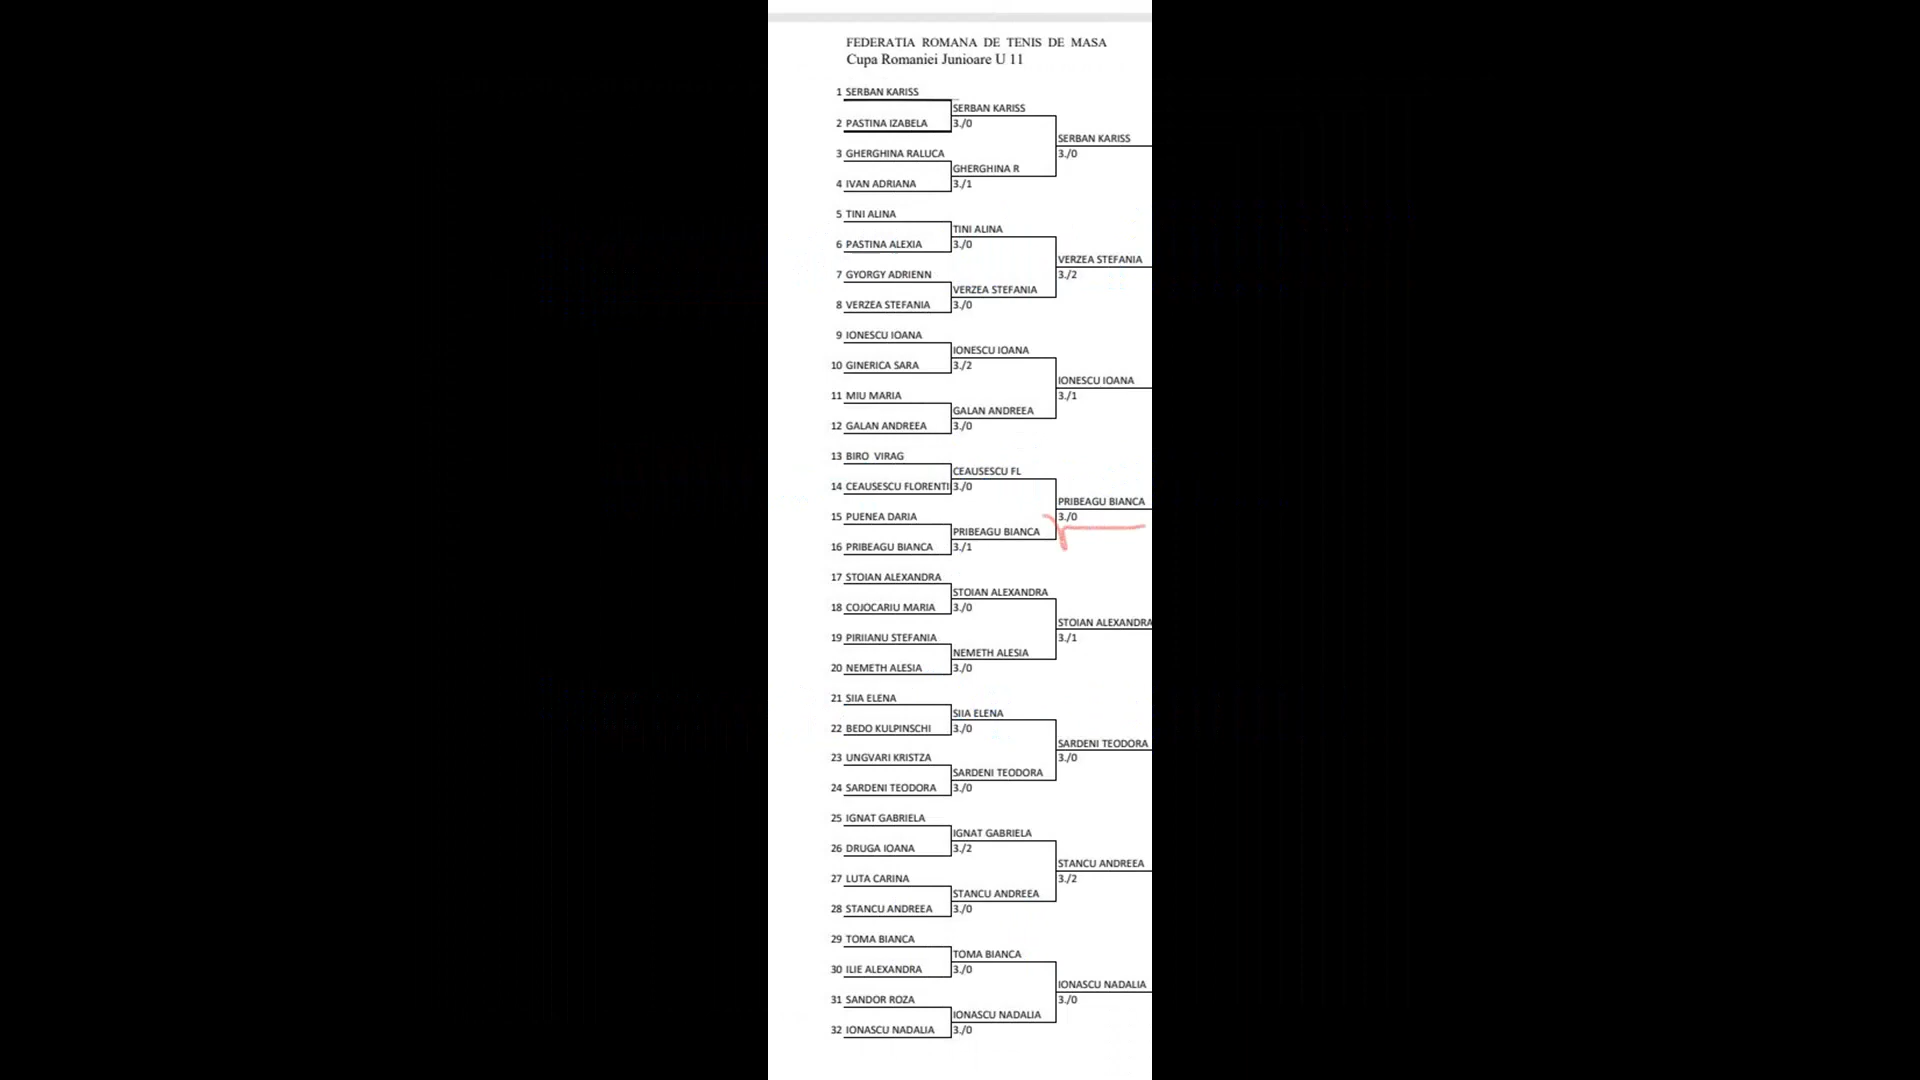 FEDERATIA ROMANA DE TENIS DE MASA
Cupa Romaniei Junioare U 11
1 SERBAN KARISS
SERBAN KARISS
2 PASTINA IZABELA 3./0
SERBAN KARISS
3 GHERGHINA RALUCA 3./0
GHERGHINA R
4 IVAN ADRIANA 3./1
5 TINI ALINA
TINI ALINA
6 PASTINA ALEXIA 3./0
VERZEA STEFANIA
7 GYORGY ADRIENN 3./2
VERZEA STEFANIA
8 VERZEA STEFANIA 3./0
9 IONESCU IOANA
IONESCU IOANA
10 GINERICA SARA 3./2
IONESCU IOANA
11 MIU MARIA 3./1
GALAN ANDREEA
12 GALAN ANDREEA 3./0
13 BIRO VIRAG
CEAUSESCU FL
14 CEAUSESCU FLORENTI 3./0
PRIBEAGU BIANCA
15 PUENEA DARIA 3./0
PRIBEAGU BIANCA
16 PRIBEAGU BIANCA 3./1
17 STOIAN ALEXANDRA
STOIAN ALEXANDRA
18 COJOCARIU MARIA 3./0
STOIAN ALEXANDRA
19 PIRIIANU STEFANIA 3./1
NEMETH ALESIA
20 NEMETH ALESIA 3./0
21 SIIA ELENA
SIIA ELENA
22 BEDO KULPINSCHI 3./0
SARDENI TEODORA
23 UNGVARI KRISTZA 3./0
SARDENI TEODORA
24 SARDENI TEODORA 3./0
25 IGNAT GABRIELA
IGNAT GABRIELA
26 DRUGA IOANA 3./2
STANCU ANDREEA
27 LUTA CARINA 3./2
STANCU ANDREEA
28 STANCU ANDREEA 3./0
29 TOMA BIANCA
TOMA BIANCA
30 ILIE ALEXANDRA 3./0
IONASCU NADALIA
31 SANDOR ROZA 3./0
IONASCU NADALIA
32 IONASCU NADALIA 3./0